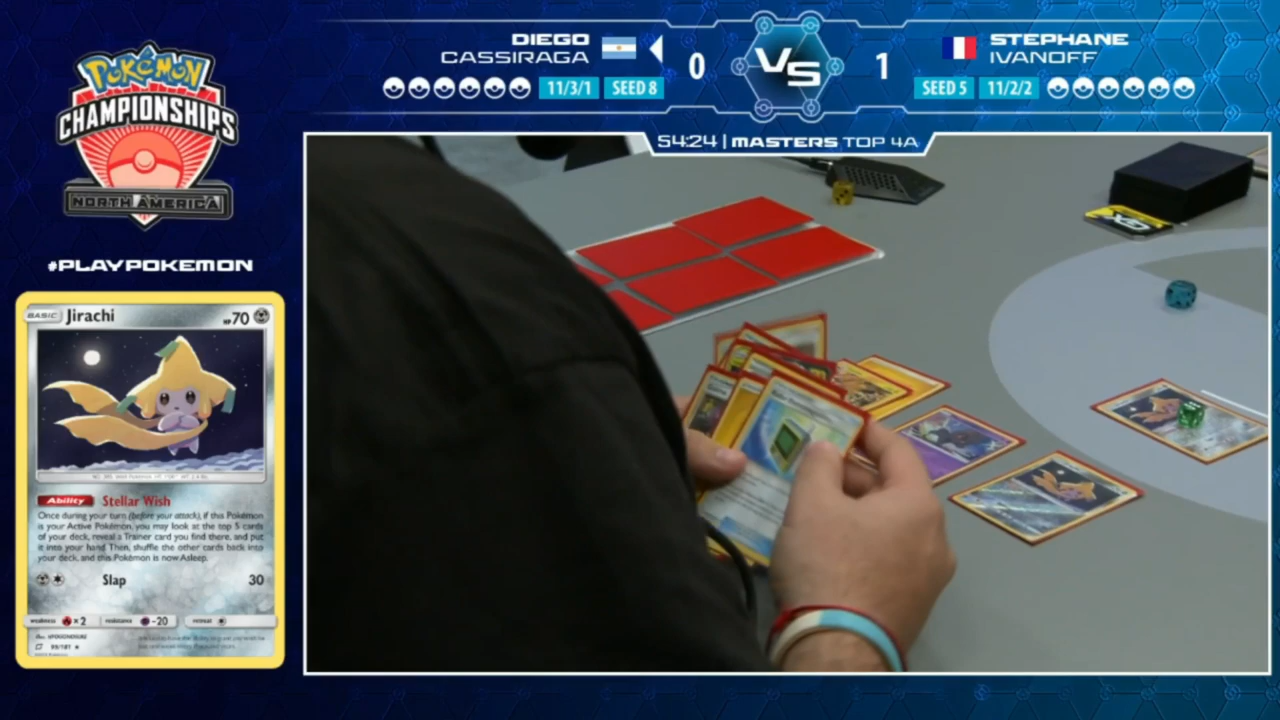 POKÉMON
CHAMPIONSHIPS
NORTH AMERICA
#PLAYPOKEMON
DIEGO
CASSIRAGA
11/3/1
SEED 8
0
VS
1
STEPHANE
IVANOFF
SEED 5
11/2/2
54:24 | MASTERS TOP 4A
GX
BASIC Jirachi HP70
Ability Stellar Wish
Once during your turn (before your attack), if this Pokémon
is your Active Pokémon, you may look at the top 5 cards
of your deck, reveal a Trainer card you find there, and put
it into your hand. Then, shuffle the other cards back into
your deck, and this Pokémon is now Asleep.
Slap 30
weakness ×2 resistance -20 retreat
99/181